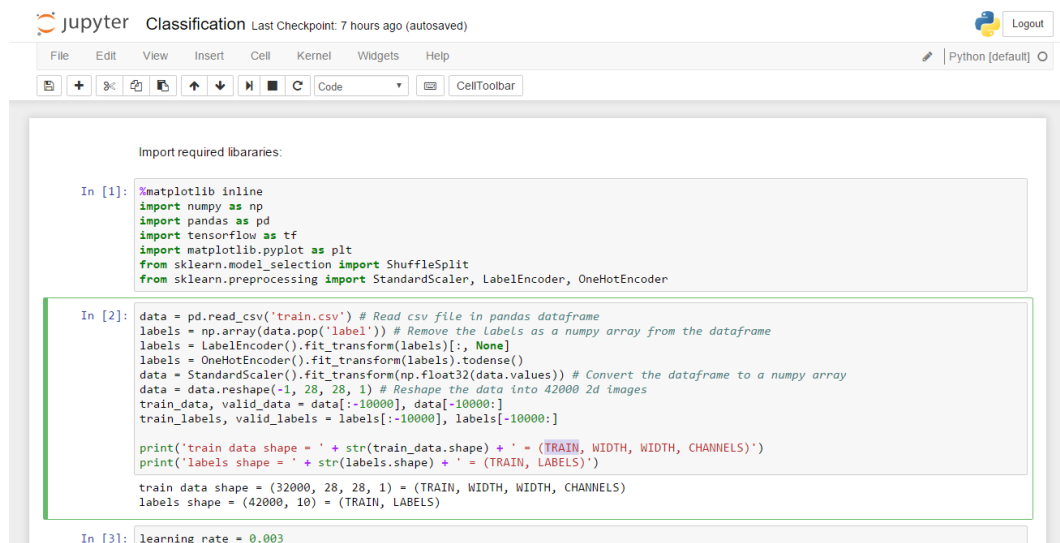 jupyter Classification Last Checkpoint: 7 hours ago (autosaved)
Logout
File Edit View Insert Cell Kernel Widgets Help
Python [default]
Code
CellToolbar
Import required libararies:
In [1]: %matplotlib inline
import numpy as np
import pandas as pd
import tensorflow as tf
import matplotlib.pyplot as plt
from sklearn.model_selection import ShuffleSplit
from sklearn.preprocessing import StandardScaler, LabelEncoder, OneHotEncoder
In [2]: data = pd.read_csv('train.csv') # Read csv file in pandas dataframe
labels = np.array(data.pop('label')) # Remove the labels as a numpy array from the dataframe
labels = LabelEncoder().fit_transform(labels)[:, None]
labels = OneHotEncoder().fit_transform(labels).todense()
data = StandardScaler().fit_transform(np.float32(data.values)) # Convert the dataframe to a numpy array
data = data.reshape(-1, 28, 28, 1) # Reshape the data into 42000 2d images
train_data, valid_data = data[:-10000], data[-10000:]
train_labels, valid_labels = labels[:-10000], labels[-10000:]
print('train data shape = ' + str(train_data.shape) + ' = (TRAIN, WIDTH, WIDTH, CHANNELS)')
print('labels shape = ' + str(labels.shape) + ' = (TRAIN, LABELS)')
train data shape = (32000, 28, 28, 1) = (TRAIN, WIDTH, WIDTH, CHANNELS)
labels shape = (42000, 10) = (TRAIN, LABELS)
In [3]: learning rate = 0.003